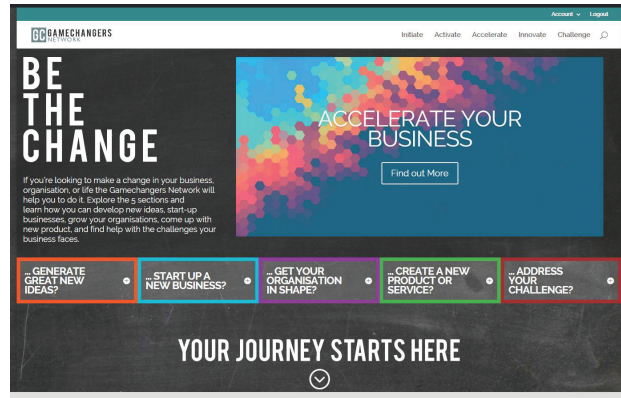 Account Logout
GC GAMECHANGERS
NETWORK
Initiate Activate Accelerate Innovate Challenge
BE
THE
CHANGE
If you're looking to make a change in your business,
organisation, or life the Gamechangers Network will
help you to do it. Explore the 5 sections and
learn how you can develop new ideas, start-up
businesses, grow your organisations, come up with
new product, and find help with the challenges your
business faces.
ACCELERATE YOUR
BUSINESS
Find out More
... GENERATE
GREAT NEW
IDEAS?
... START UP A
NEW BUSINESS?
... GET YOUR
ORGANISATION
IN SHAPE?
... CREATE A NEW
PRODUCT OR
SERVICE?
... ADDRESS
YOUR
CHALLENGE?
YOUR JOURNEY STARTS HERE